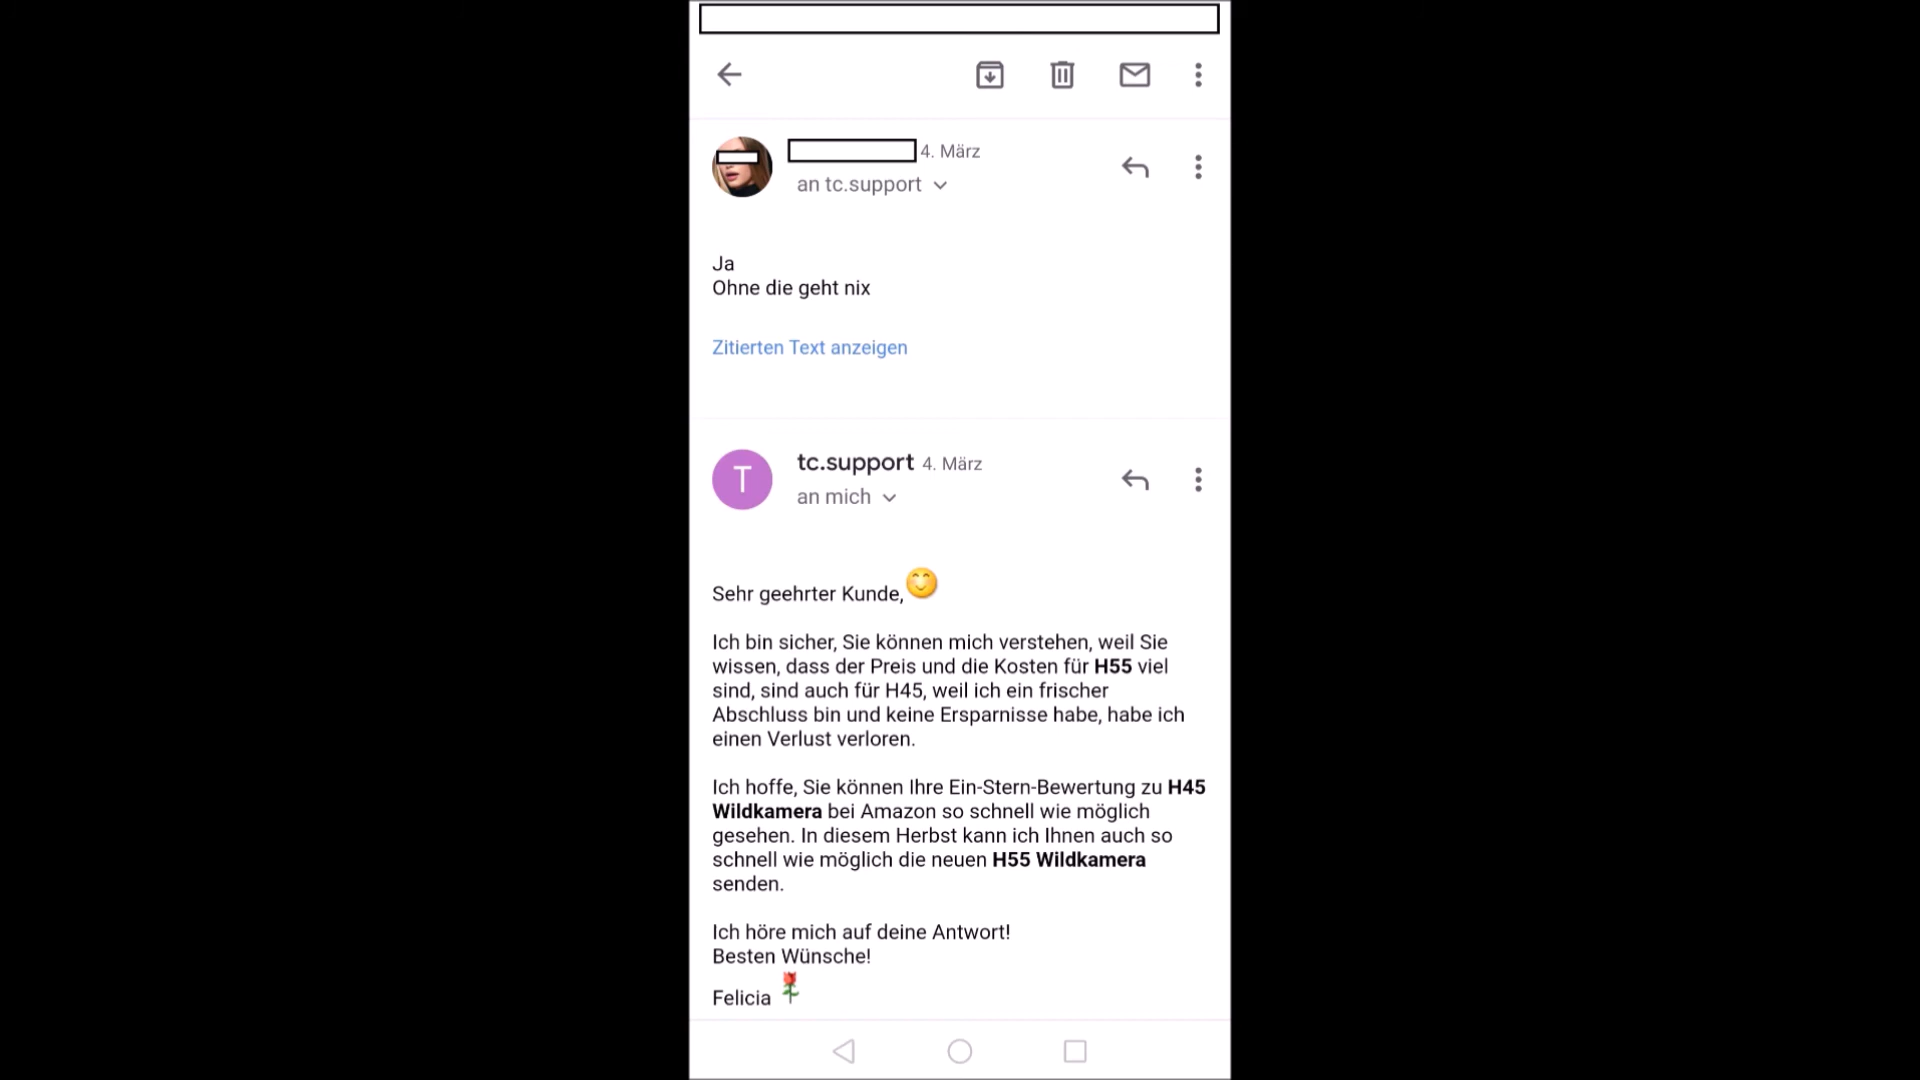 4. März
an tc.support
Ja
Ohne die geht nix
Zitierten Text anzeigen
T
tc.support 4. März
an mich
Sehr geehrter Kunde,
Ich bin sicher, Sie können mich verstehen, weil Sie
wissen, dass der Preis und die Kosten für H55 viel
sind, sind auch für H45, weil ich ein frischer
Abschluss bin und keine Ersparnisse habe, habe ich
einen Verlust verloren.
Ich hoffe, Sie können Ihre Ein-Stern-Bewertung zu H45
Wildkamera bei Amazon so schnell wie möglich
gesehen. In diesem Herbst kann ich Ihnen auch so
schnell wie möglich die neuen H55 Wildkamera
senden.
Ich höre mich auf deine Antwort!
Besten Wünsche!
Felicia